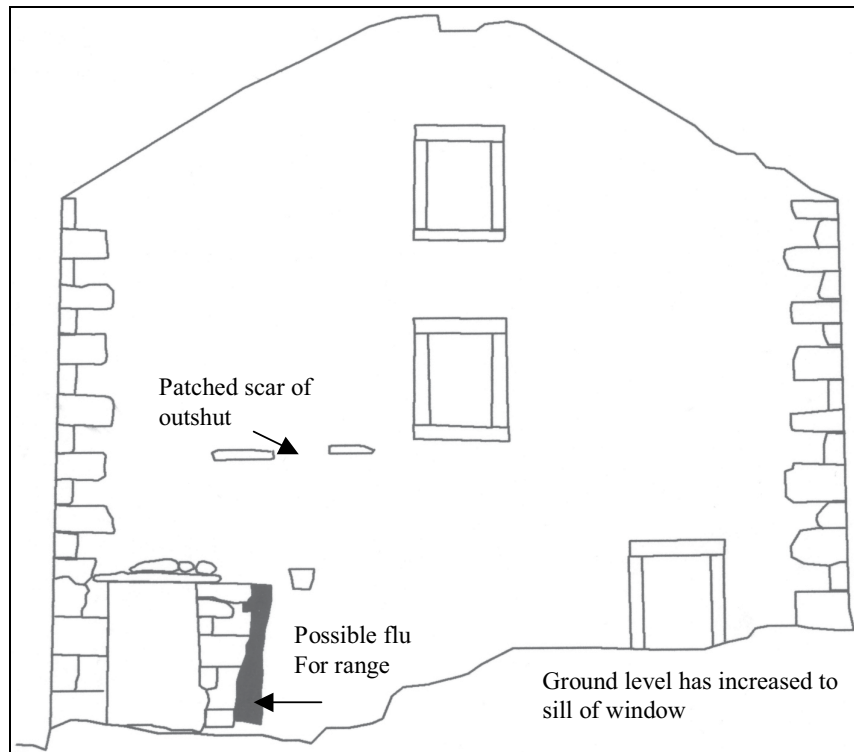 Patched scar of
outshut
Possible flu
For range
Ground level has increased to
sill of window